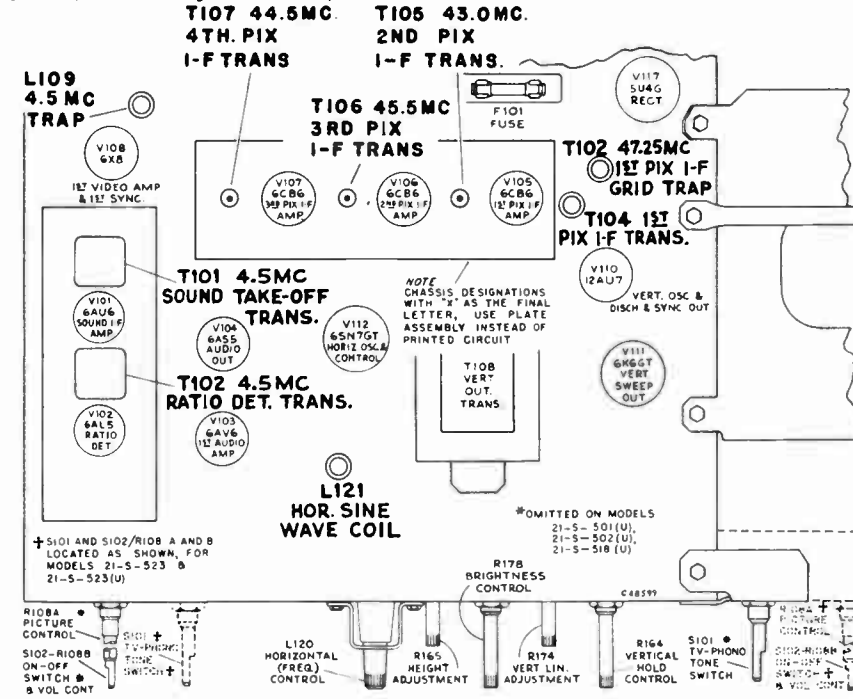 T107 44.5MC.
4TH. PIX
I-F TRANS
T105 43.0MC.
2ND PIX
I-F TRANS.
L109
4.5 MC
TRAP
T106 45.5MC
3RD PIX
I-F TRANS
F101
FUSE
V117
5U4G
RECT
V108
6X8
1ST VIDEO AMP
& 1ST SYNC.
T102 47.25MC
1ST PIX I-F
GRID TRAP
V107
6CB6
3RD PIX I-F
AMP
V106
6CB6
2ND PIX I-F
AMP
V105
6CB6
1ST PIX I-F
AMP
T104 1ST
PIX I-F TRANS.
T101 4.5MC
SOUND TAKE-OFF
TRANS.
V101
6AU6
SOUND I-F
AMP
V104
6AS5
AUDIO
OUT
V112
6SN7GT
HORIZ OSC &
CONTROL
NOTE
CHASSIS DESIGNATIONS
WITH "X" AS THE FINAL
LETTER, USE PLATE
ASSEMBLY INSTEAD OF
PRINTED CIRCUIT
V110
12AU7
VERT. OSC &
DISCH & SYNC OUT
T108
VERT
OUT.
TRANS
V111
6K6GT
VERT
SWEEP
OUT
T102 4.5MC
RATIO DET. TRANS.
V102
6AL5
RATIO
DET
V103
6AV6
1ST AUDIO
AMP
L121
HOR. SINE
WAVE COIL
*OMITTED ON MODELS
21-S-501(U),
21-S-502(U),
21-S-518(U)
†S101 AND S102/R108 A AND B
LOCATED AS SHOWN, FOR
MODELS 21-S-523 &
21-S-523(U)
R178
BRIGHTNESS
CONTROL
C48599
R108A *
PICTURE
CONTROL
S102-R108B
ON-OFF
SWITCH *
& VOL CONT
S101 †
TV-PHONO
TONE
SWITCH †
L120
HORIZONTAL
(FREQ)
CONTROL
R165
HEIGHT
ADJUSTMENT
R174
VERT LIN.
ADJUSTMENT
R164
VERTICAL
HOLD
CONTROL
S101 *
TV-PHONO
TONE
SWITCH
R108A †
PICTURE
CONTROL
S102-R108B
ON-OFF
SWITCH †
& VOL CONT